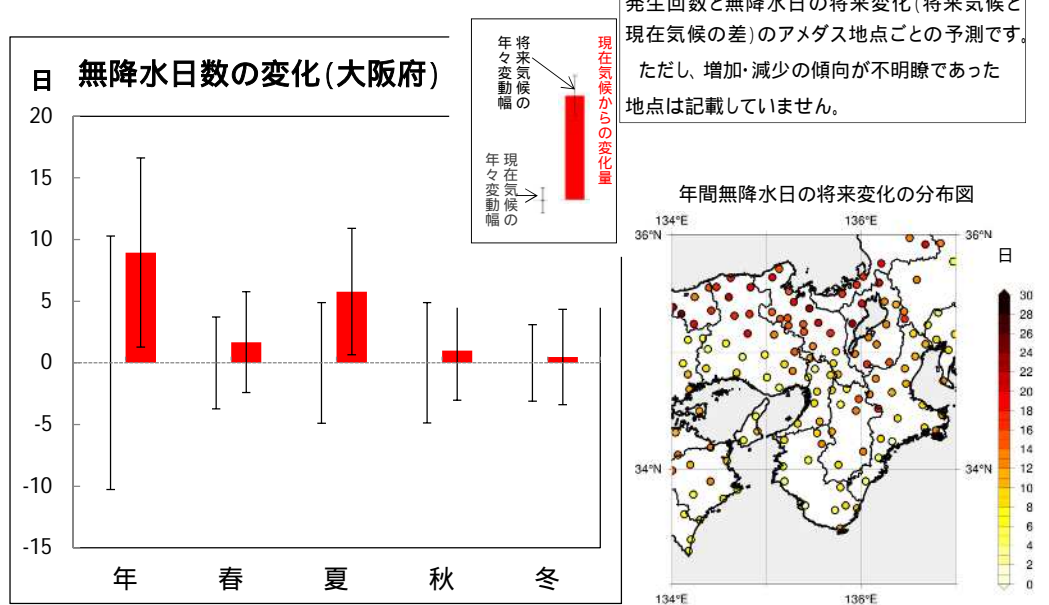 発生回数と無降水日の将来変化(将来気候と
現在気候の差)のアメダス地点ごとの予測です。
ただし、増加・減少の傾向が不明瞭であった
地点は記載していません。
日 無降水日数の変化(大阪府)
20
15
10
5
0
-5
-10
-15
年 春 夏 秋 冬
将来気候の
年々変動幅
現在気候からの変化量
現在気候の
年々変動幅
年間無降水日の将来変化の分布図
134°E 136°E
36°N 36°N
34°N 34°N
134°E 136°E
日
30
28
26
24
22
20
18
16
14
12
10
8
6
4
2
0